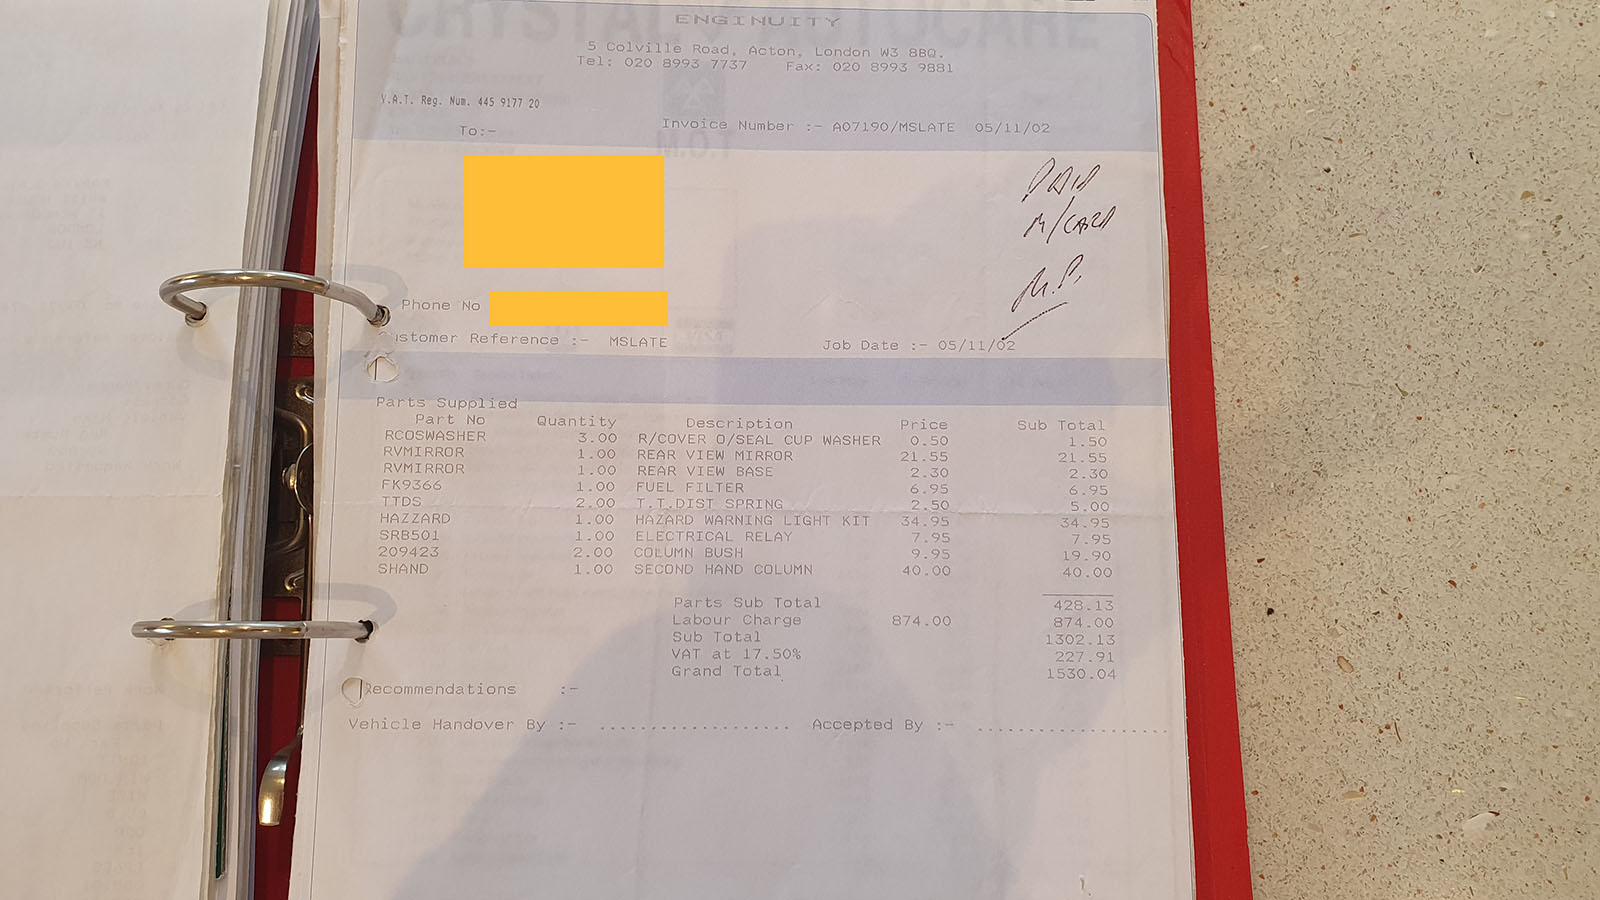 ENGINUITY
5 Colville Road, Acton, London W3 8BQ.
Tel: 020 8993 7737 Fax: 020 8993 9881
V.A.T. Reg. Num. 445 9177 20
To:- Invoice Number :- A07190/MSLATE 05/11/02
PAID
M/CARD
M.P.
Phone No
Customer Reference :- MSLATE Job Date :- 05/11/02
Parts Supplied
Part No Quantity Description Price Sub Total
RCOSWASHER 3.00 R/COVER O/SEAL CUP WASHER 0.50 1.50
RVMIRROR 1.00 REAR VIEW MIRROR 21.55 21.55
RVMIRROR 1.00 REAR VIEW BASE 2.30 2.30
FK9366 1.00 FUEL FILTER 6.95 6.95
TTDS 2.00 T.T.DIST SPRING 2.50 5.00
HAZZARD 1.00 HAZARD WARNING LIGHT KIT 34.95 34.95
SRB501 1.00 ELECTRICAL RELAY 7.95 7.95
209423 2.00 COLUMN BUSH 9.95 19.90
SHAND 1.00 SECOND HAND COLUMN 40.00 40.00
Parts Sub Total 428.13
Labour Charge 874.00 874.00
Sub Total 1302.13
VAT at 17.50% 227.91
Grand Total 1530.04
Recommendations :-
Vehicle Handover By :- ................... Accepted By :- ...................